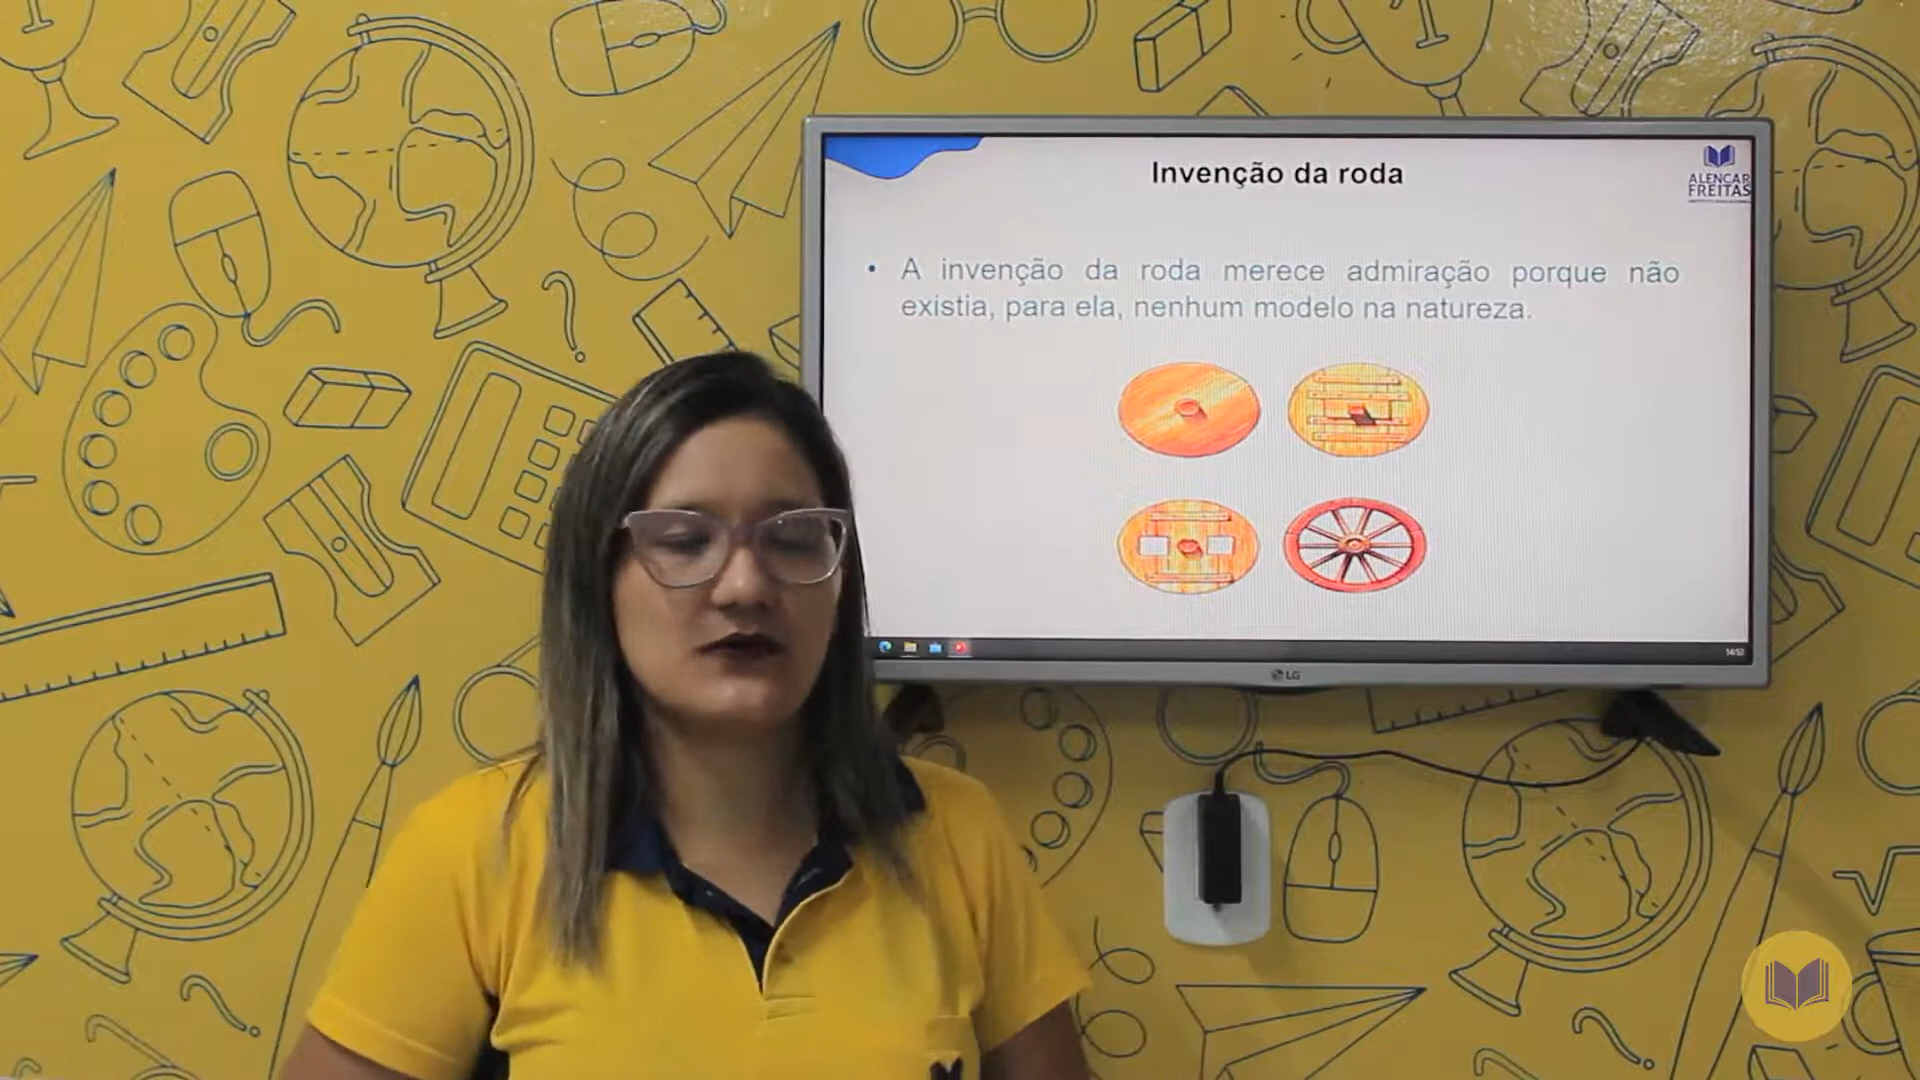 Invenção da roda
ALENCAR
FREITAS
• A invenção da roda merece admiração porque não
existia, para ela, nenhum modelo na natureza.
14:53
LG